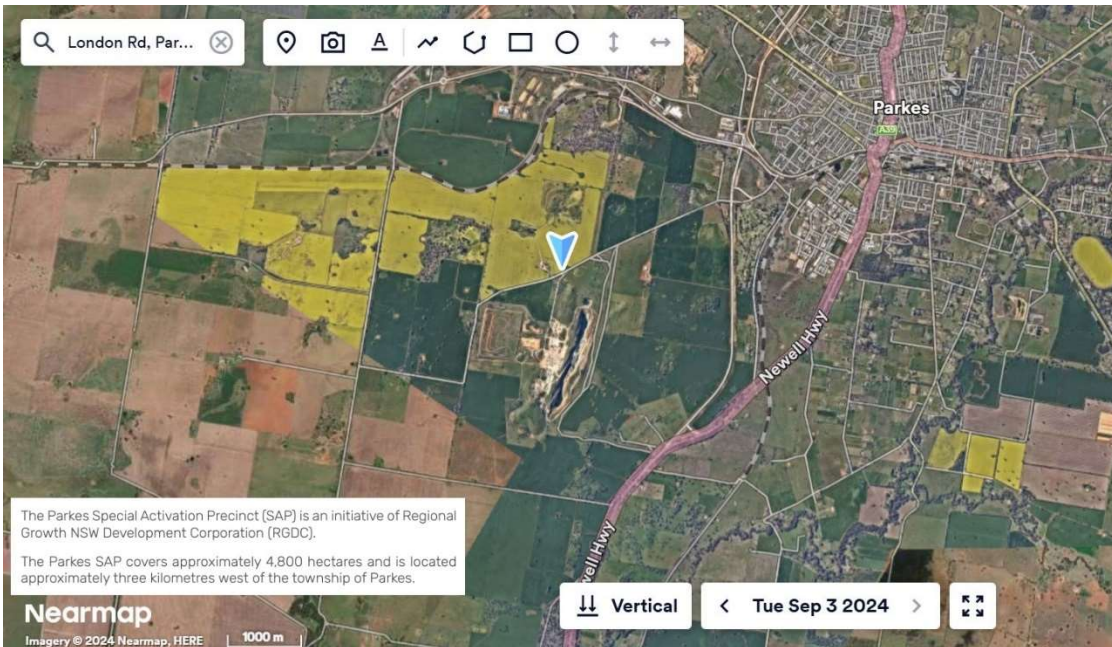 London Rd, Par...
A
Parkes
A39
Newell Hwy
ewell Hwy
The Parkes Special Activation Precinct (SAP) is an initiative of Regional
Growth NSW Development Corporation (RGDC).
The Parkes SAP covers approximately 4,800 hectares and is located
approximately three kilometres west of the township of Parkes.
Vertical
Tue Sep 3 2024
Nearmap
Imagery © 2024 Nearmap, HERE
1000 m